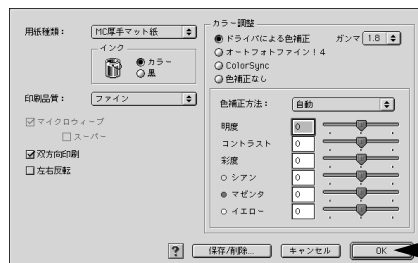 用紙種類： MC厚手マット紙
インク
カラー
黒
印刷品質： ファイン
マイクロウィーブ
スーパー
双方向印刷
左右反転
カラー調整
ドライバによる色補正 ガンマ 1.8
オートフォトファイン！4
ColorSync
色補正なし
色補正方法： 自動
明度 0
コントラスト 0
彩度 0
シアン 0
マゼンタ 0
イエロー 0
? 保存/削除... キャンセル OK